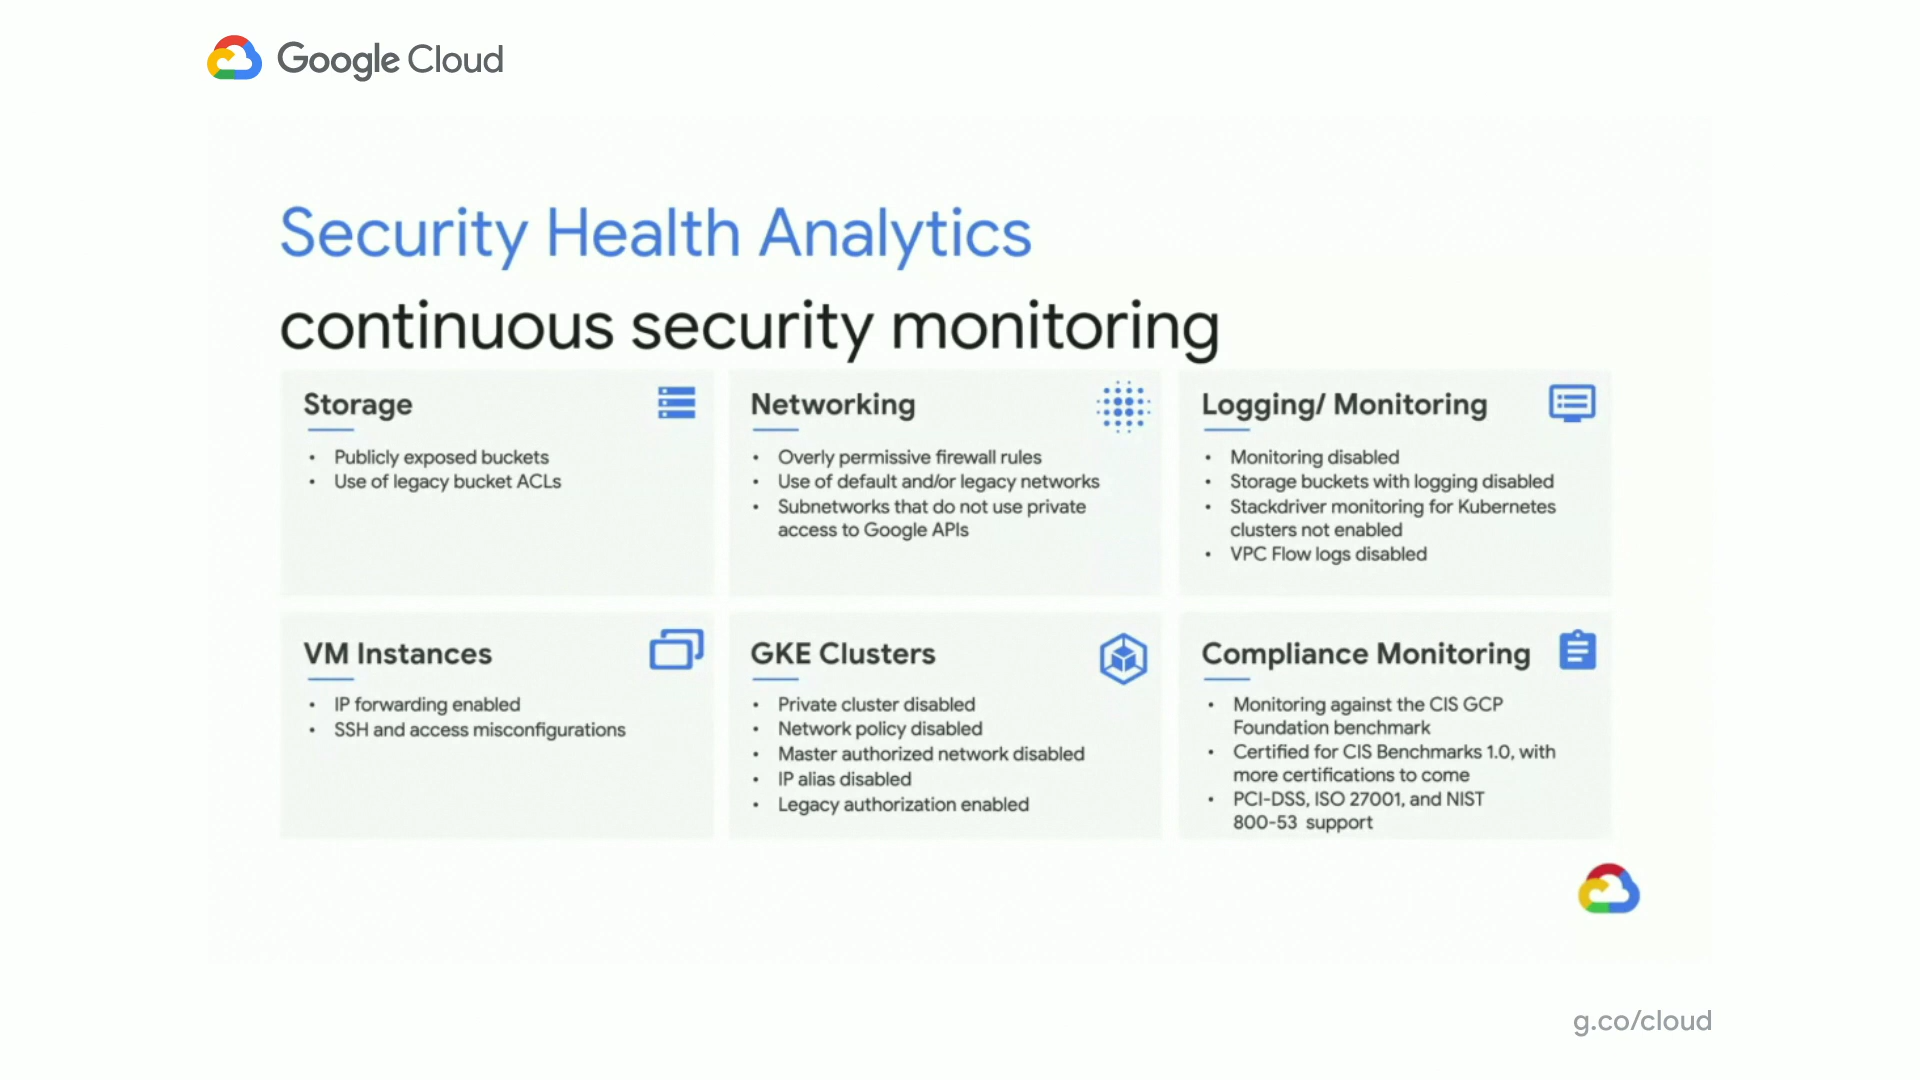 Google Cloud
Security Health Analytics
continuous security monitoring
Storage
• Publicly exposed buckets
• Use of legacy bucket ACLs
Networking
• Overly permissive firewall rules
• Use of default and/or legacy networks
• Subnetworks that do not use private
access to Google APIs
Logging/ Monitoring
• Monitoring disabled
• Storage buckets with logging disabled
• Stackdriver monitoring for Kubernetes
clusters not enabled
• VPC Flow logs disabled
VM Instances
• IP forwarding enabled
• SSH and access misconfigurations
GKE Clusters
• Private cluster disabled
• Network policy disabled
• Master authorized network disabled
• IP alias disabled
• Legacy authorization enabled
Compliance Monitoring
• Monitoring against the CIS GCP
Foundation benchmark
• Certified for CIS Benchmarks 1.0, with
more certifications to come
• PCI-DSS, ISO 27001, and NIST
800-53 support
g.co/cloud